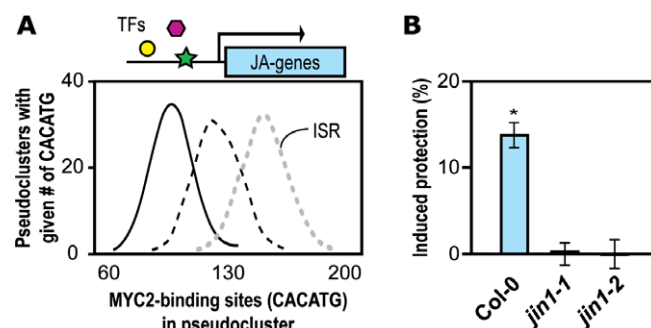 A
TFs
JA-genes
Pseudoclusters with
given # of CACATG
40
20
0
ISR
60
130
200
MYC2-binding sites (CACATG)
in pseudocluster
B
Induced protection (%)
20
10
0
*
Col-0
jin1-1
jin1-2